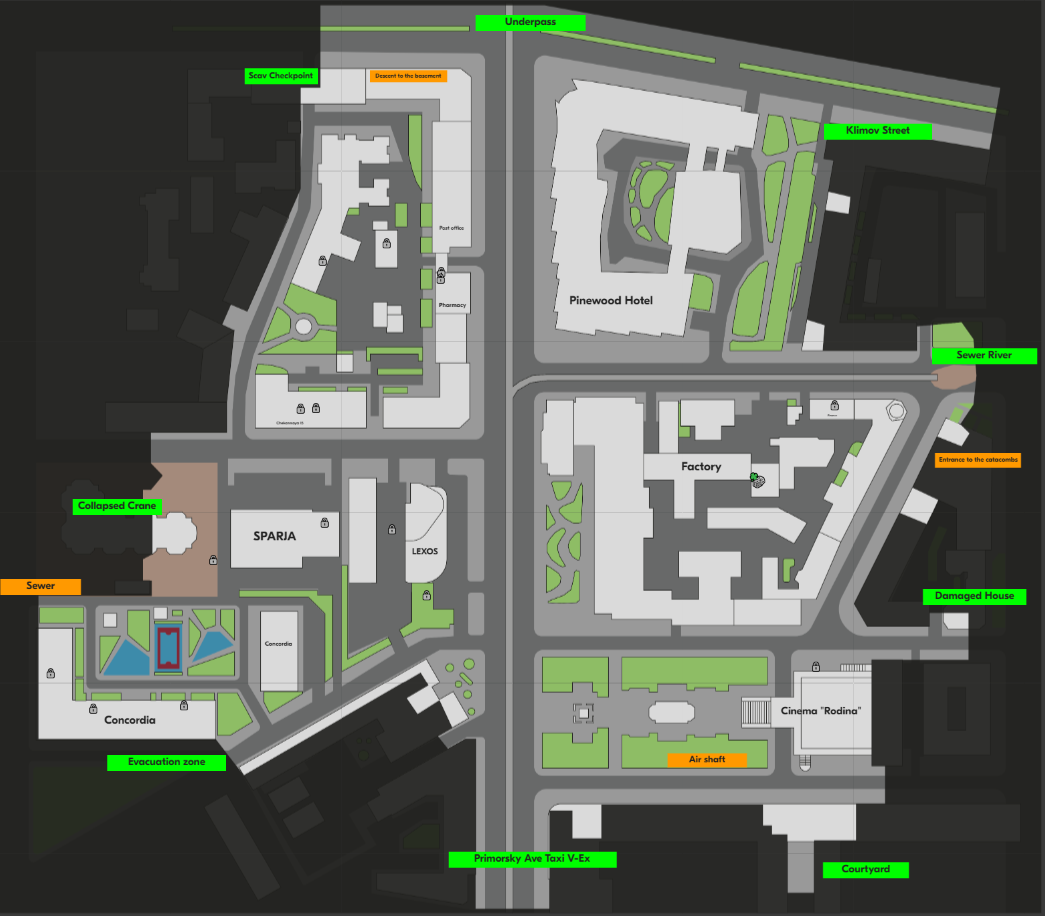 Underpass
Scav Checkpoint
Descent to the basement
Klimov Street
Post office
Pharmacy
Pinewood Hotel
Sewer River
Factory
Entrance to the catacombs
Collapsed Crane
SPARJA
LEXOS
Sewer
Damaged House
Concordia
Concordia
Cinema "Rodina"
Evacuation zone
Air shaft
Primorsky Ave Taxi V-Ex
Courtyard